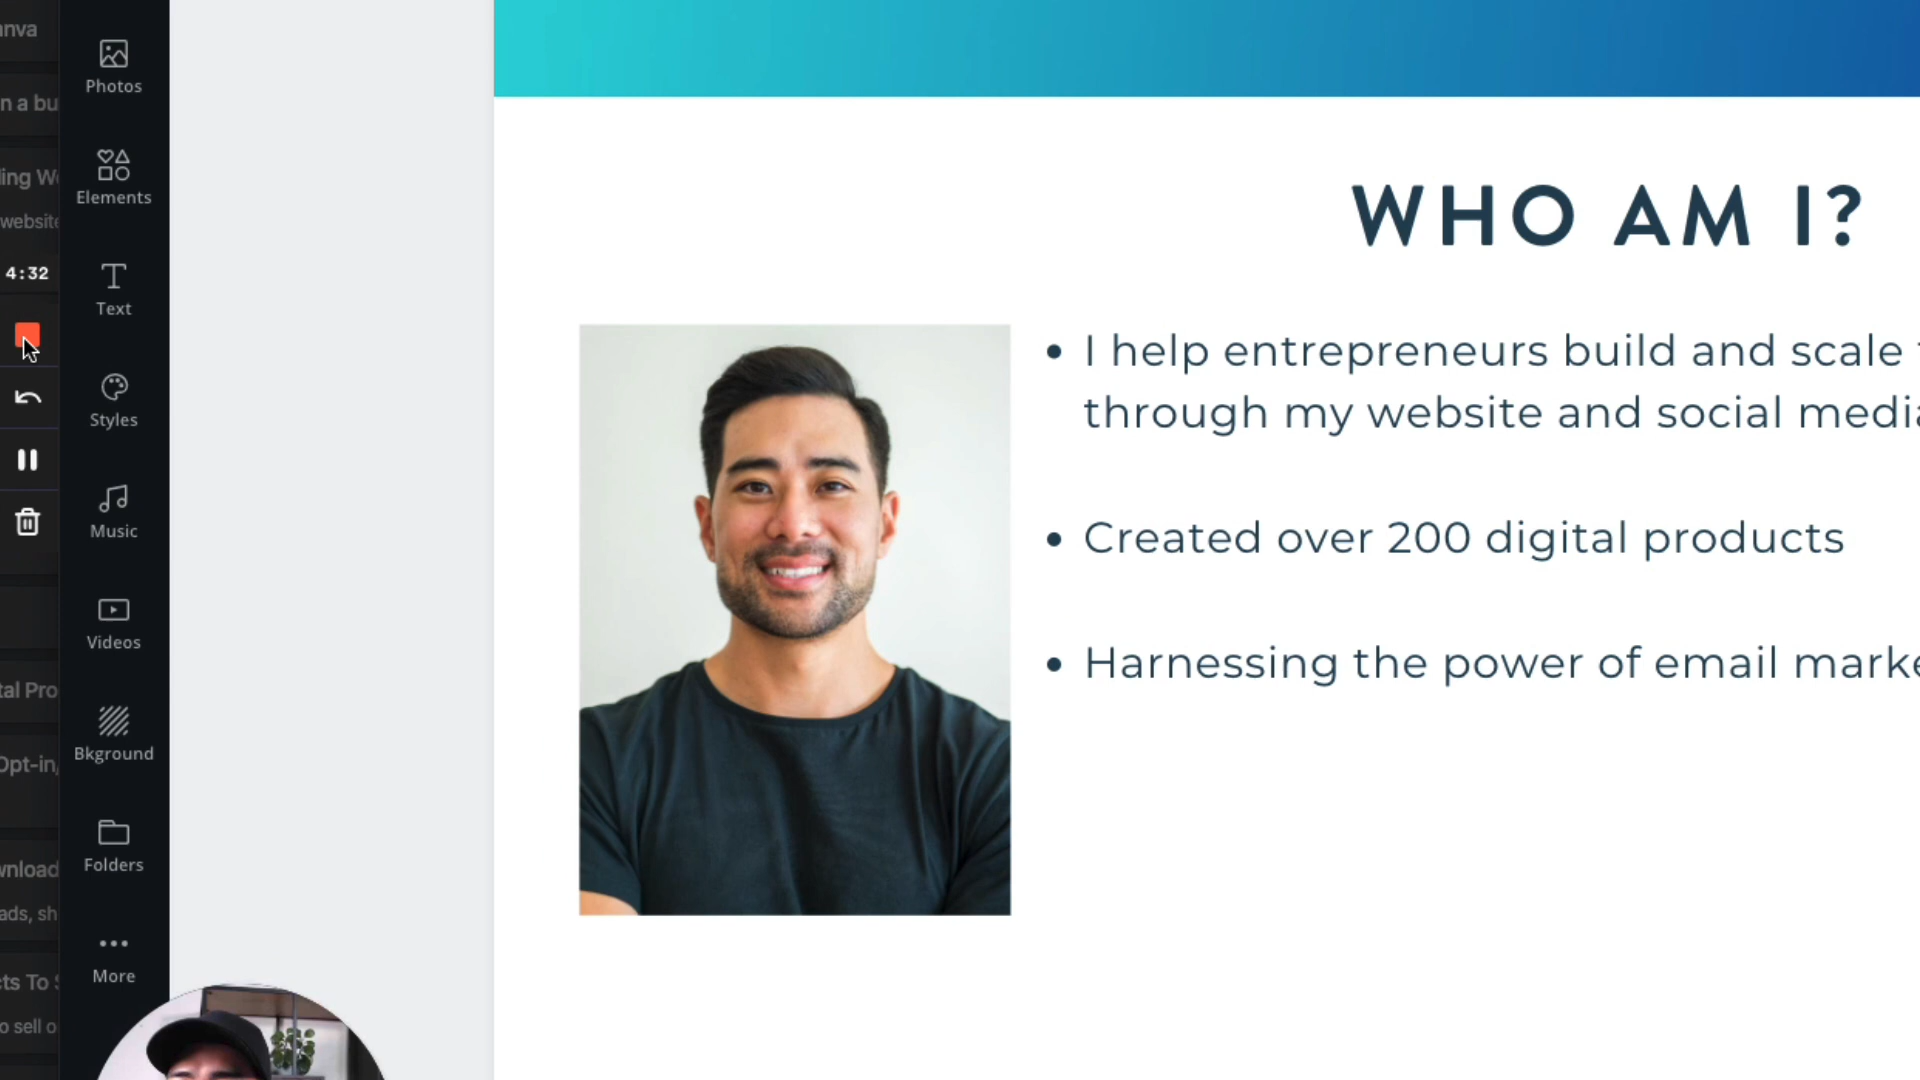 Photos
Elements
Text
Styles
Music
Videos
Bkground
Folders
More
4:32
WHO AM I?
• I help entrepreneurs build and scale
through my website and social media
• Created over 200 digital products
• Harnessing the power of email